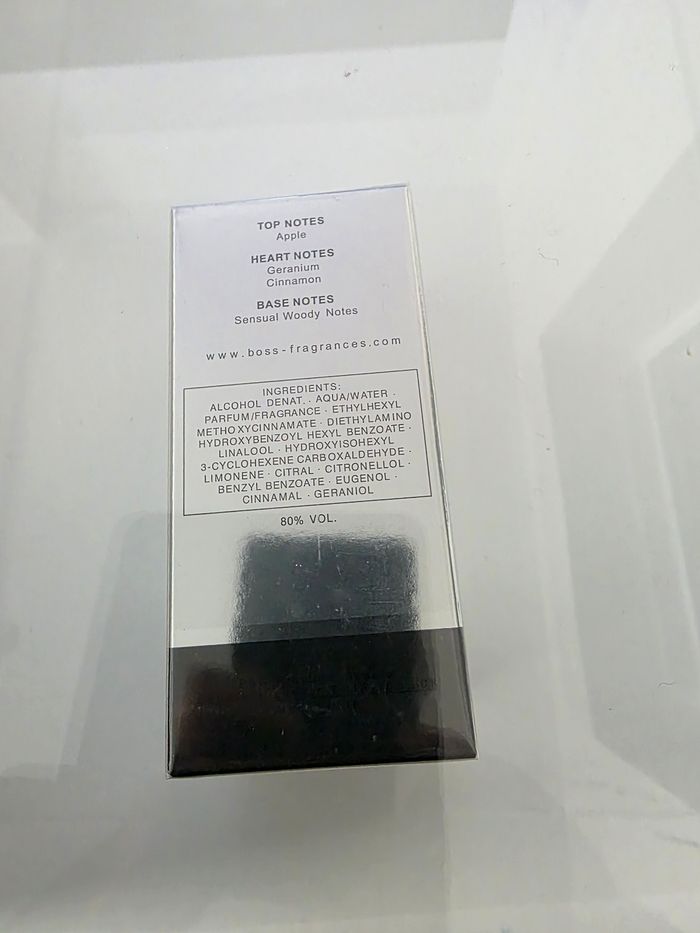 TOP NOTES
Apple
HEART NOTES
Geranium
Cinnamon
BASE NOTES
Sensual Woody Notes
www.boss-fragrances.com
INGREDIENTS:
ALCOHOL DENAT. · AQUA/WATER ·
PARFUM/FRAGRANCE · ETHYLHEXYL
METHOXYCINNAMATE · DIETHYLAMINO
HYDROXYBENZOYL HEXYL BENZOATE ·
LINALOOL · HYDROXYISOHEXYL
3-CYCLOHEXENE CARBOXALDEHYDE ·
LIMONENE · CITRAL · CITRONELLOL ·
BENZYL BENZOATE · EUGENOL ·
CINNAMAL · GERANIOL
80% VOL.